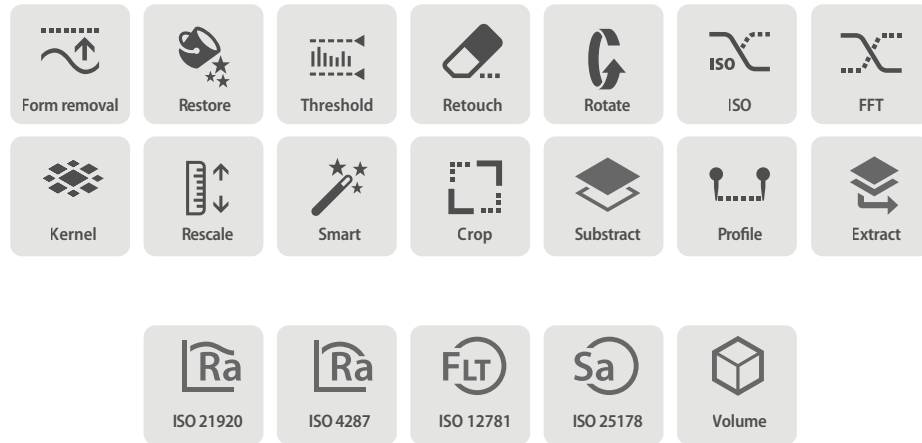 Form removal
Restore
Threshold
Retouch
Rotate
ISO
ISO
FFT
Kernel
Rescale
Smart
Crop
Substract
Profile
Extract
Ra
ISO 21920
Ra
ISO 4287
FLT
ISO 12781
Sa
ISO 25178
Volume